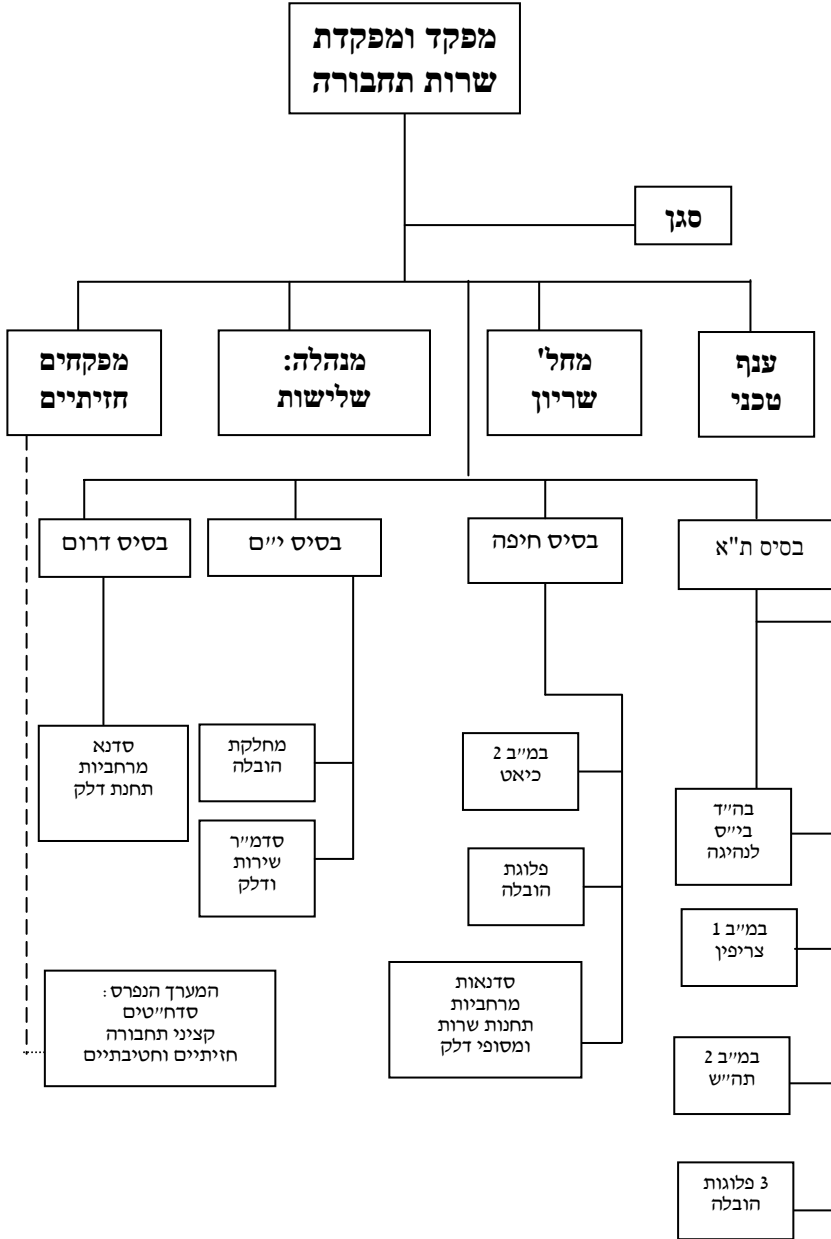 מפקד ומפקדת
שרות תחבורה
סגן
ענף
טכני
מחל'
שריון
מנהלה:
שלישות
מפקחים
חזיתיים
בסיס ת"א
בסיס חיפה
בסיס י״ם
בסיס דרום
בה״ד
בי״ס
לנהיגה
במ״ב 1
צריפין
במ״ב 2
תה״ש
3 פלוגות
הובלה
במ״ב 2
כיאט
פלוגת
הובלה
סדנאות
מרחביות
תחנות שרות
ומסופי דלק
מחלקת
הובלה
סדמ״ר
שירות
ודלק
סדנא
מרחביות
תחנת דלק
המערך הנפרס:
סדח״טים
קציני תחבורה
חזיתיים וחטיבתיים